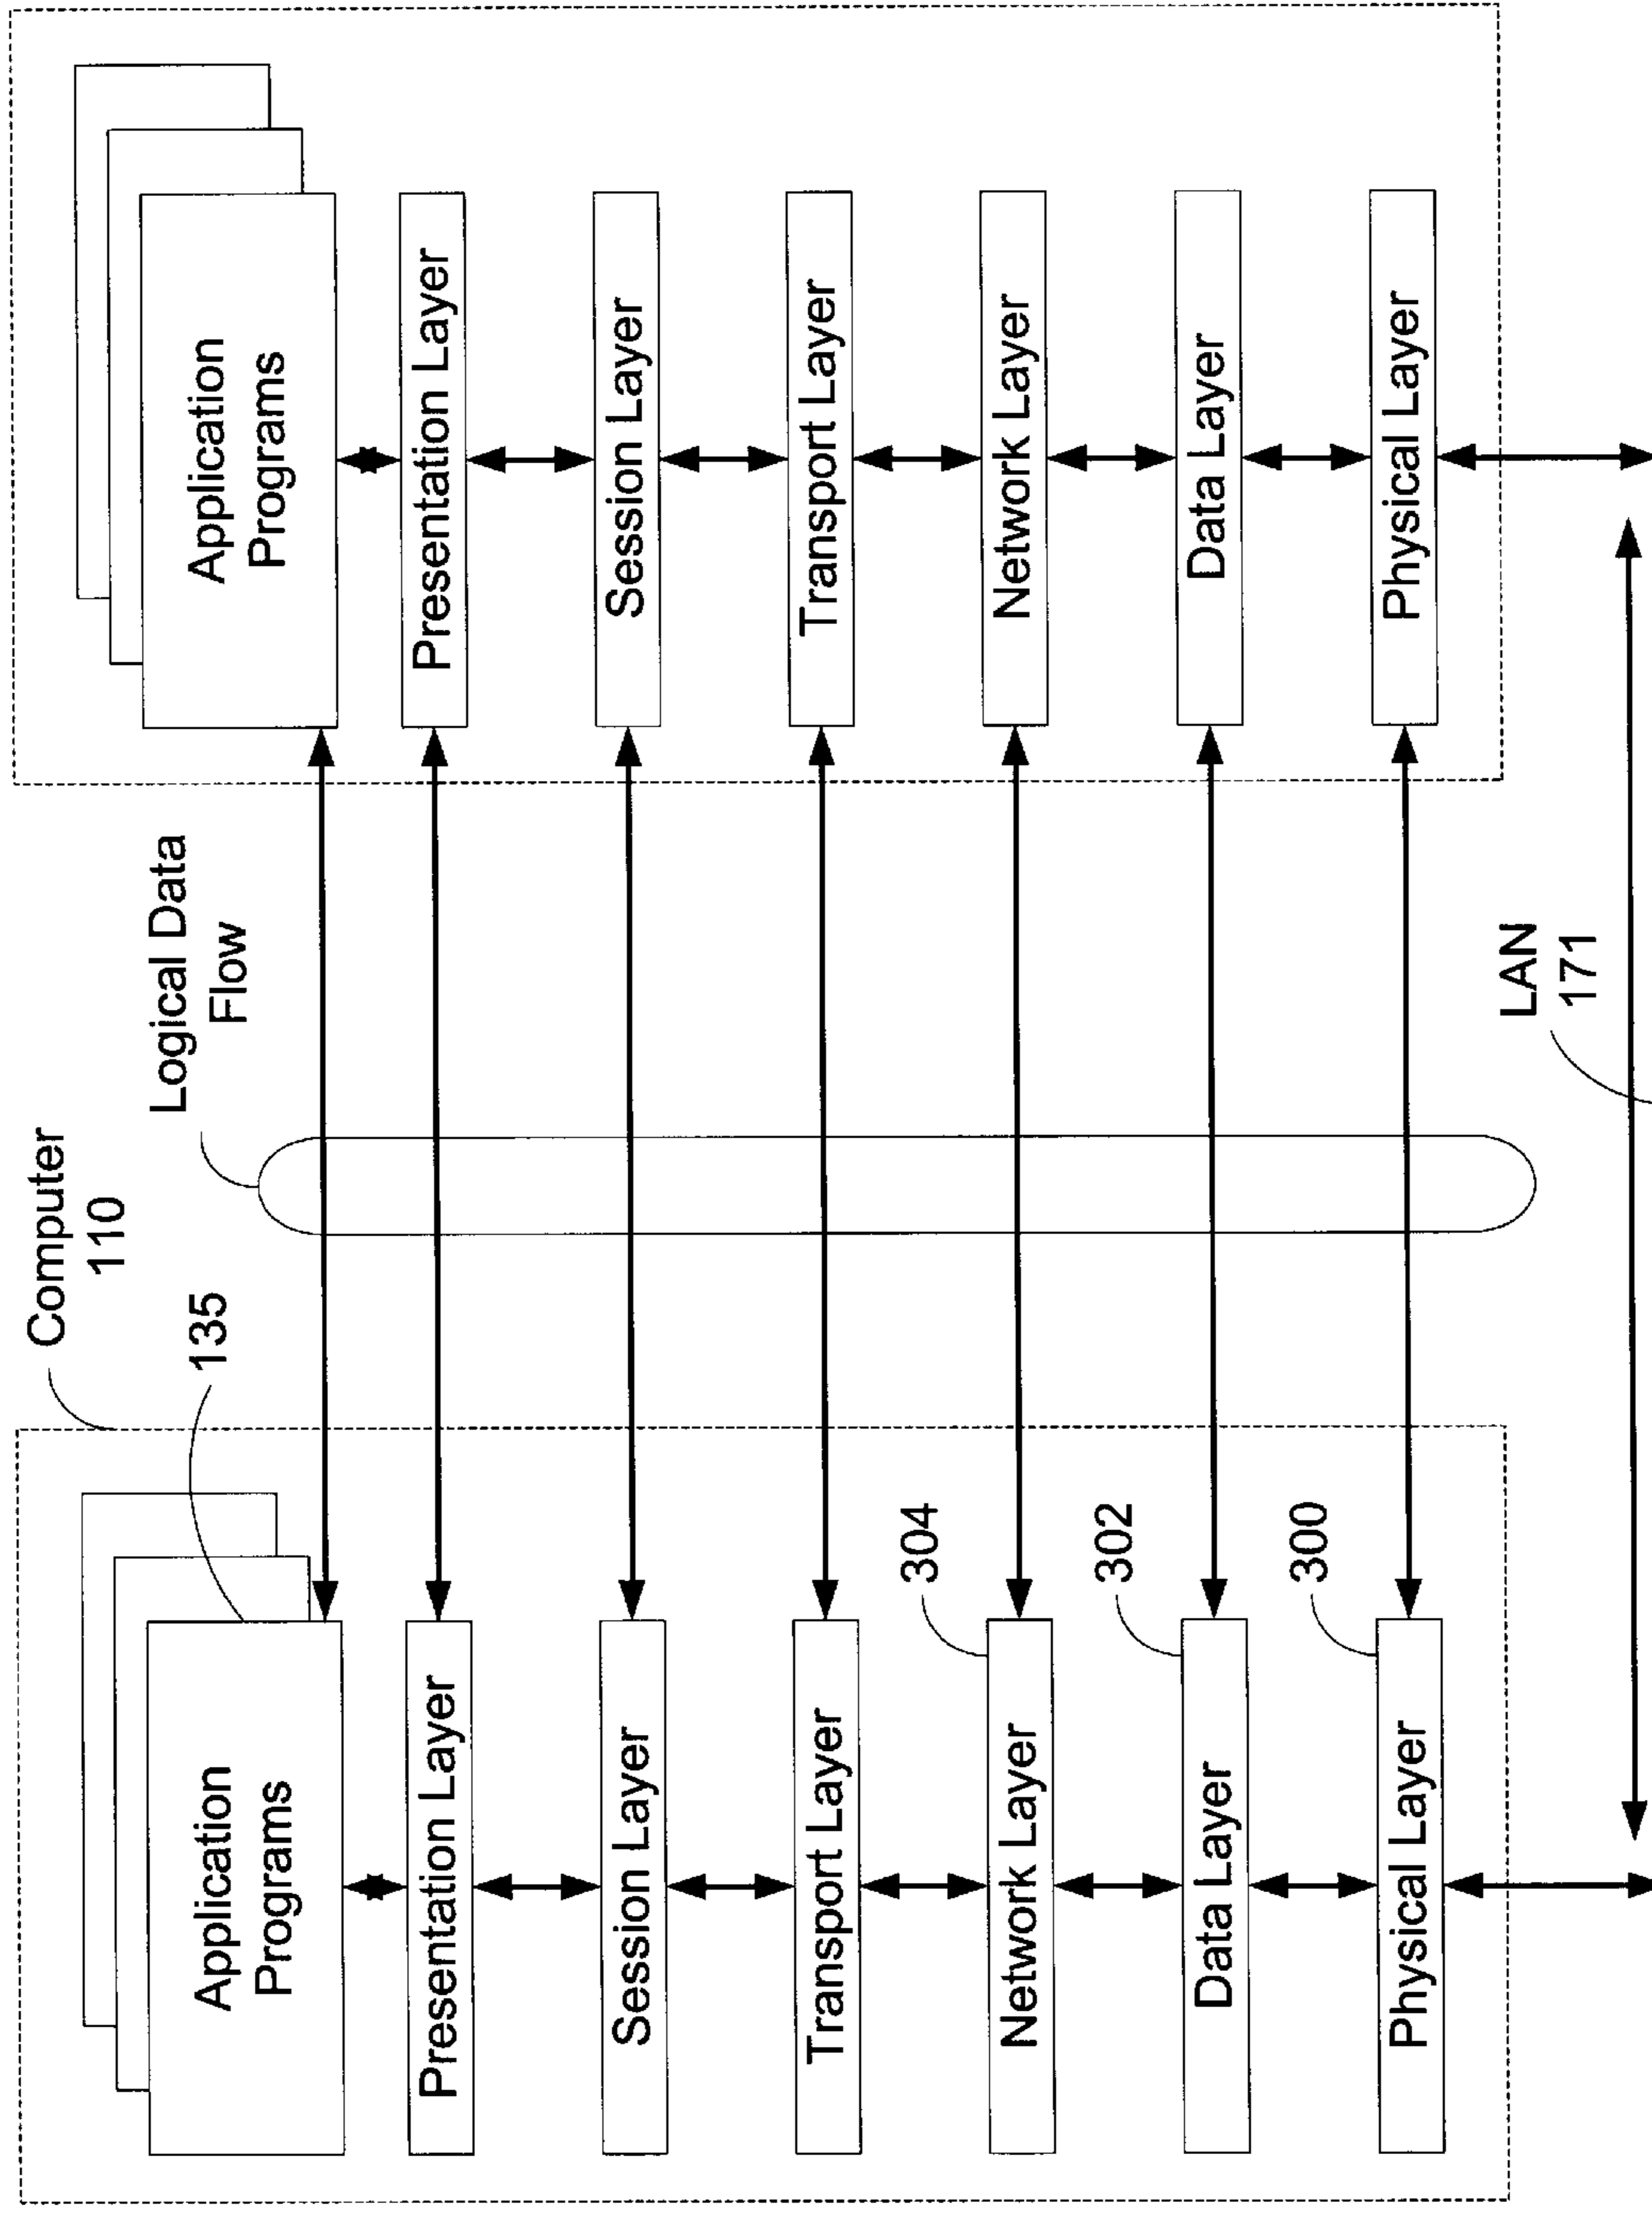 Computer
110
135
Logical Data
Flow
Application
Programs
Presentation Layer
Session Layer
Transport Layer
304
Network Layer
302
Data Layer
300
Physical Layer
Application
Programs
Presentation Layer
Session Layer
Transport Layer
Network Layer
Data Layer
Physical Layer
LAN
171